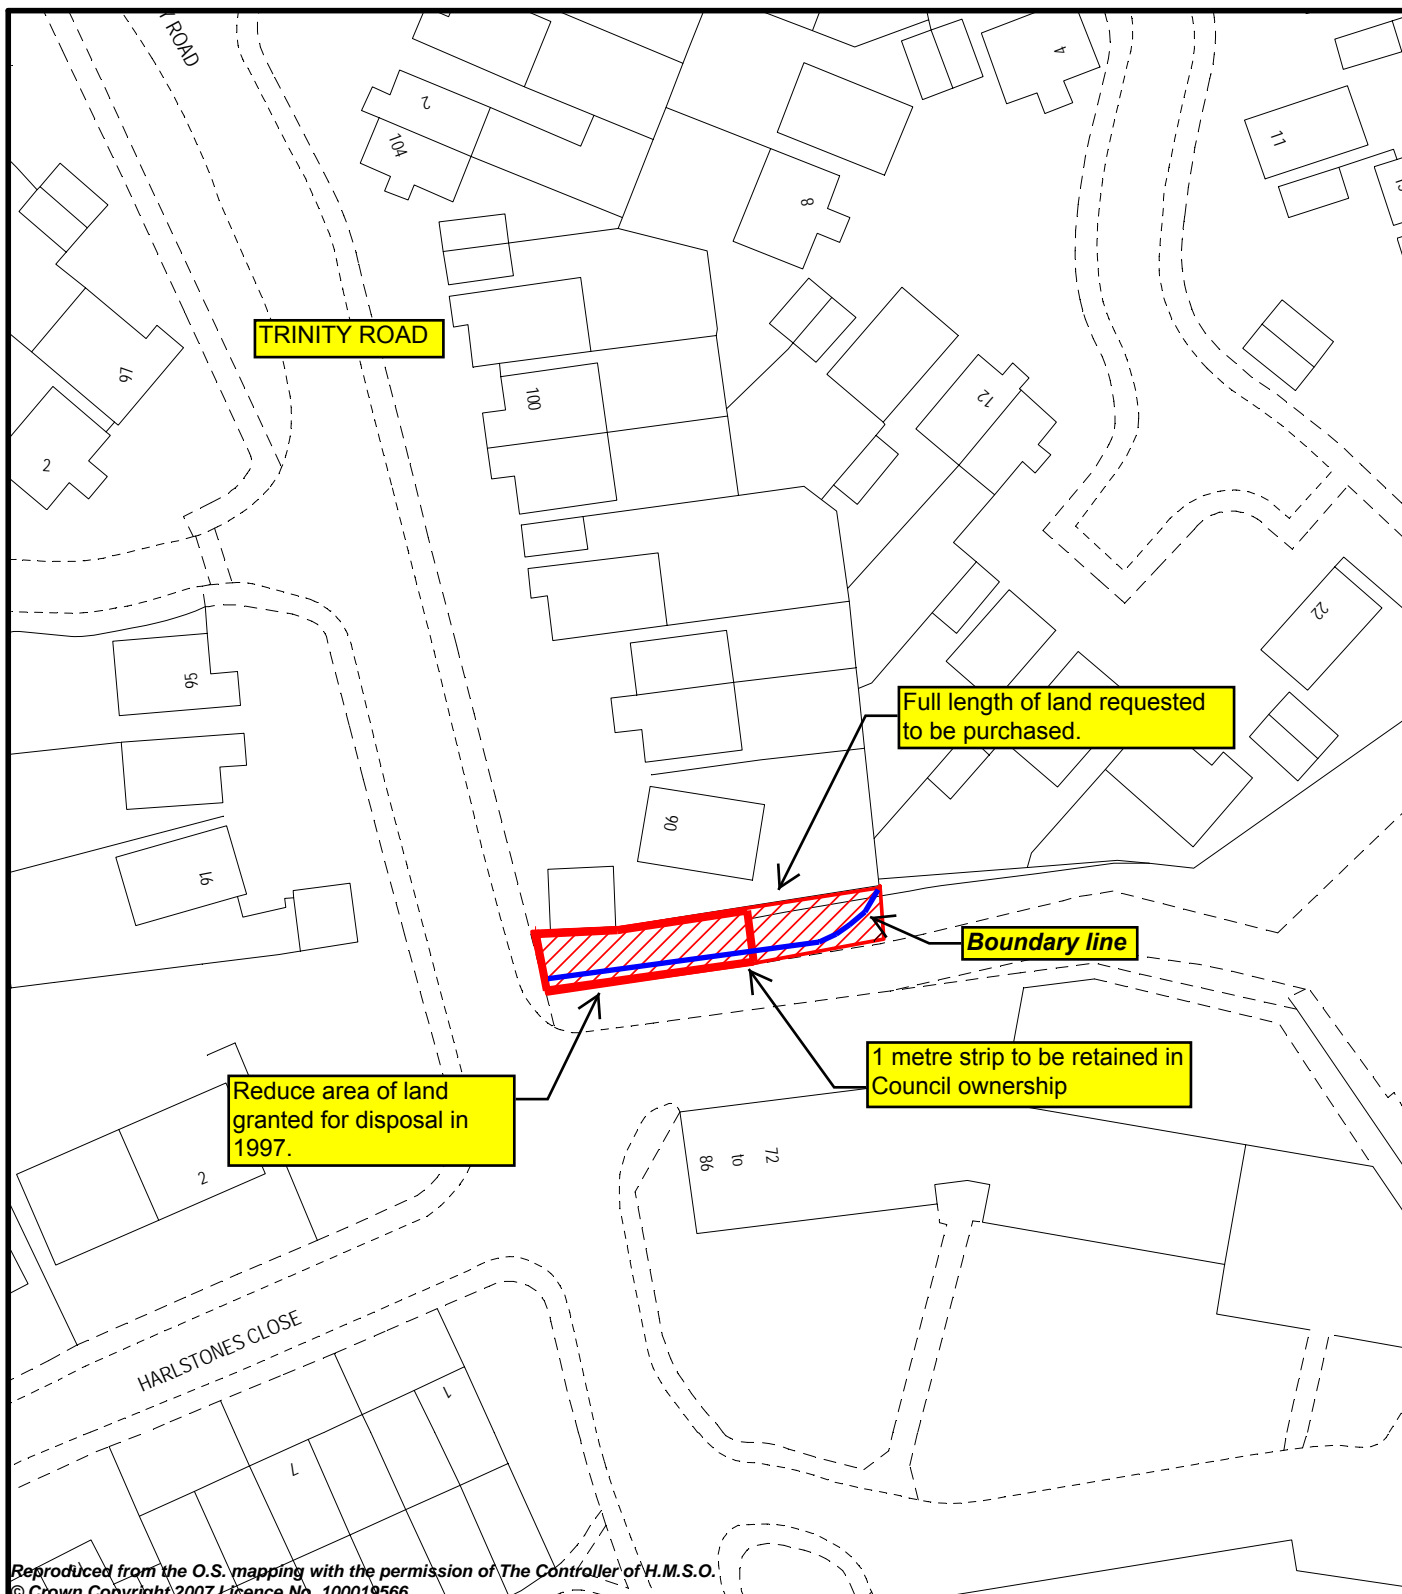 Y ROAD
2
104
4
8
11
TRINITY ROAD
97
2
100
12
22
95
Full length of land requested
to be purchased.
90
91
Boundary line
1 metre strip to be retained in
Council ownership
Reduce area of land
granted for disposal in
1997.
2
86 to 72
HARLSTONES CLOSE
1
7
Reproduced from the O.S. mapping with the permission of The Controller of H.M.S.O.
© Crown Copyright 2007 Licence No. 100019566